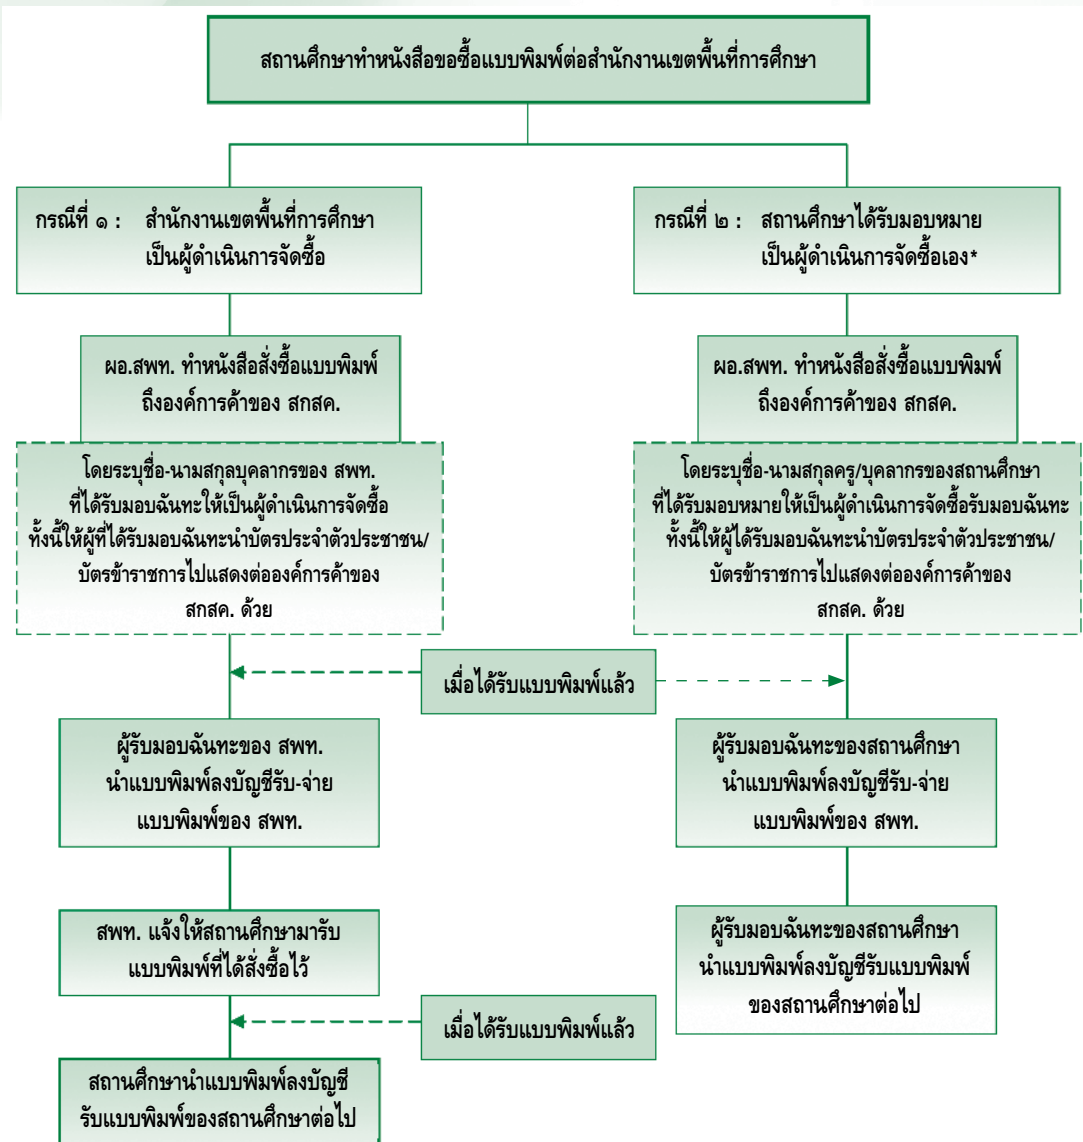 สถานศึกษาทำหนังสือขอซื้อแบบพิมพ์ต่อสำนักงานเขตพื้นที่การศึกษา
กรณีที่ ๑ : สำนักงานเขตพื้นที่การศึกษา
เป็นผู้ดำเนินการจัดซื้อ
ผอ.สพท. ทำหนังสือสั่งซื้อแบบพิมพ์
ถึงองค์การค้าของ สกสค.
โดยระบุชื่อ-นามสกุลบุคลากรของ สพท.
ที่ได้รับมอบฉันทะให้เป็นผู้ดำเนินการจัดซื้อ
ทั้งนี้ให้ผู้ที่ได้รับมอบฉันทะนำบัตรประจำตัวประชาชน/
บัตรข้าราชการไปแสดงต่อองค์การค้าของ
สกสค. ด้วย
กรณีที่ ๒ : สถานศึกษาได้รับมอบหมาย
เป็นผู้ดำเนินการจัดซื้อเอง*
ผอ.สพท. ทำหนังสือสั่งซื้อแบบพิมพ์
ถึงองค์การค้าของ สกสค.
โดยระบุชื่อ-นามสกุลครู/บุคลากรของสถานศึกษา
ที่ได้รับมอบหมายให้เป็นผู้ดำเนินการจัดซื้อรับมอบฉันทะ
ทั้งนี้ให้ผู้ได้รับมอบฉันทะนำบัตรประจำตัวประชาชน/
บัตรข้าราชการไปแสดงต่อองค์การค้าของ
สกสค. ด้วย
เมื่อได้รับแบบพิมพ์แล้ว
ผู้รับมอบฉันทะของ สพท.
นำแบบพิมพ์ลงบัญชีรับ-จ่าย
แบบพิมพ์ของ สพท.
ผู้รับมอบฉันทะของสถานศึกษา
นำแบบพิมพ์ลงบัญชีรับ-จ่าย
แบบพิมพ์ของ สพท.
สพท. แจ้งให้สถานศึกษามารับ
แบบพิมพ์ที่ได้สั่งซื้อไว้
ผู้รับมอบฉันทะของสถานศึกษา
นำแบบพิมพ์ลงบัญชีรับแบบพิมพ์
ของสถานศึกษาต่อไป
เมื่อได้รับแบบพิมพ์แล้ว
สถานศึกษานำแบบพิมพ์ลงบัญชี
รับแบบพิมพ์ของสถานศึกษาต่อไป